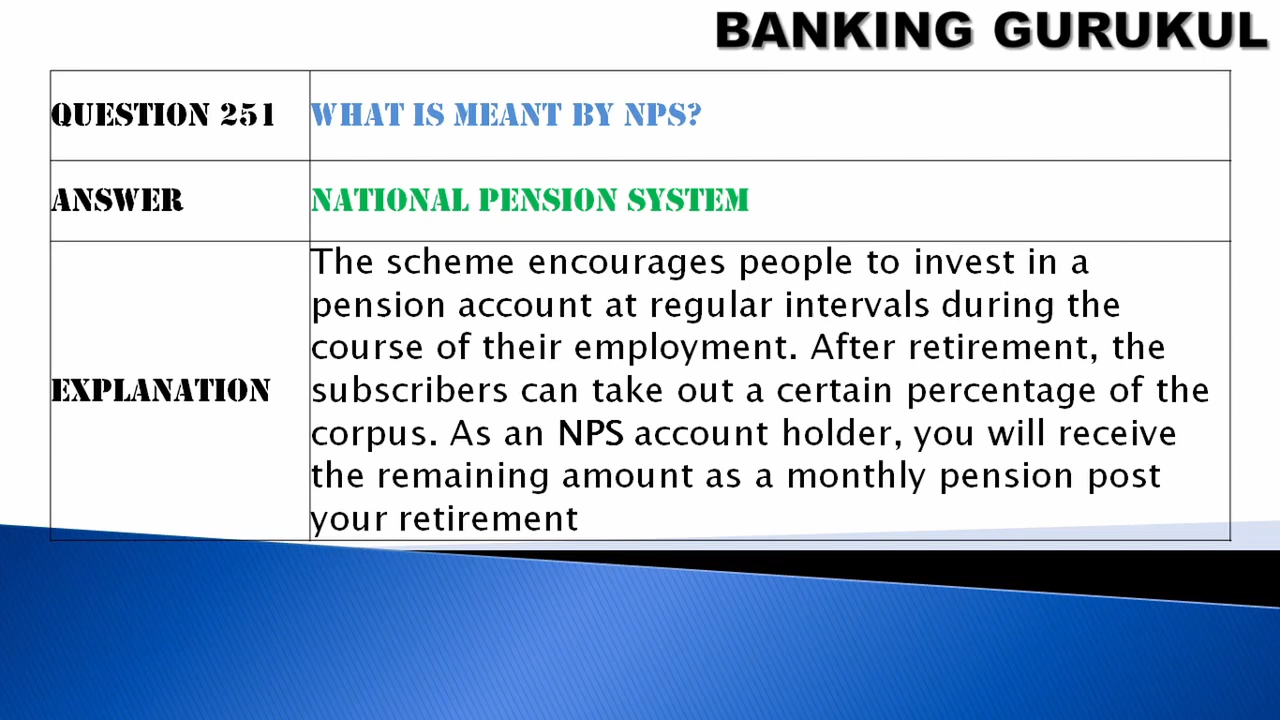 BANKING GURUKUL
QUESTION 251
WHAT IS MEANT BY NPS?
ANSWER
NATIONAL PENSION SYSTEM
EXPLANATION
The scheme encourages people to invest in a
pension account at regular intervals during the
course of their employment. After retirement, the
subscribers can take out a certain percentage of the
corpus. As an NPS account holder, you will receive
the remaining amount as a monthly pension post
your retirement